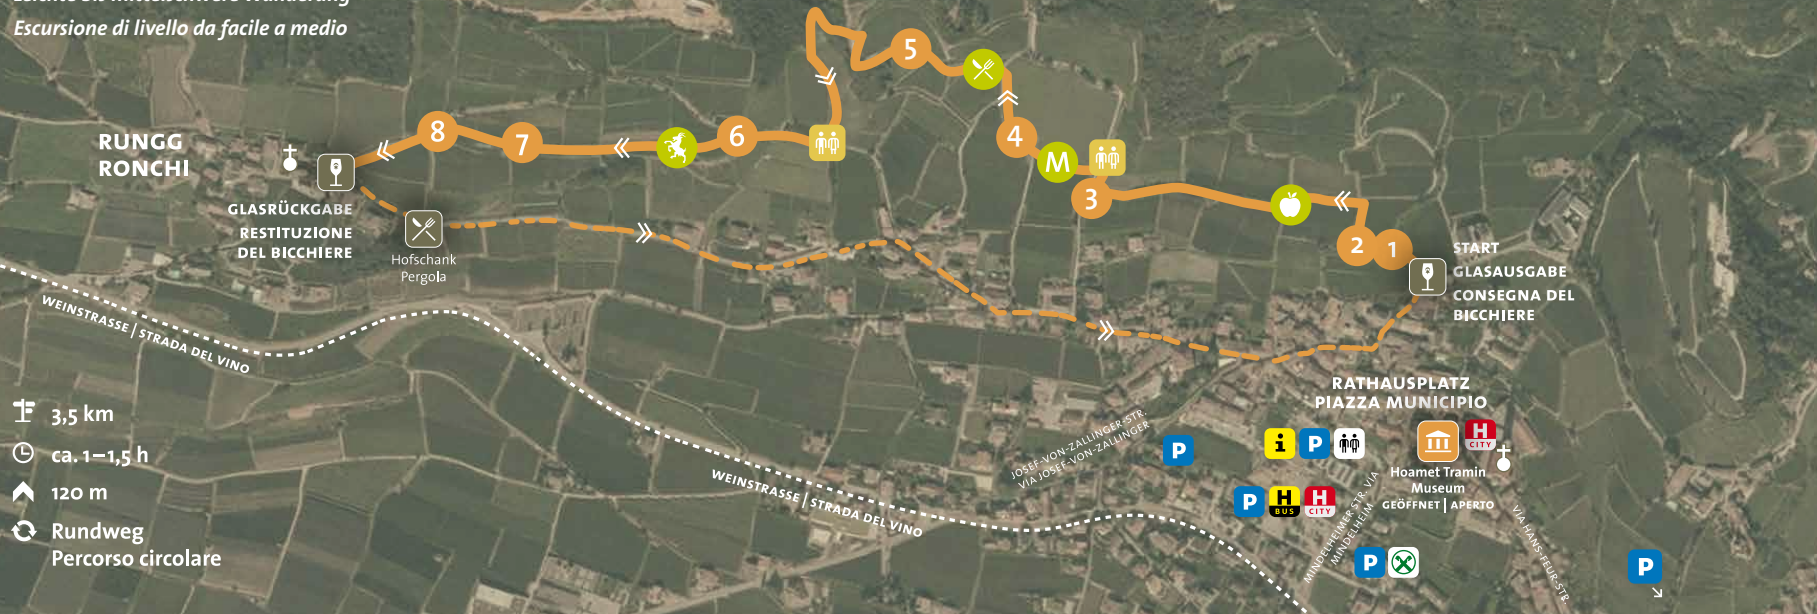 Escursione di livello da facile a medio
RUNGG
RONCHI
GLASRÜCKGABE
RESTITUZIONE
DEL BICCHIERE
Hofschank
Pergola
8
7
6
5
4
M
3
2
1
START
GLASAUSGABE
CONSEGNA DEL
BICCHIERE
WEINSTRASSE | STRADA DEL VINO
WEINSTRASSE | STRADA DEL VINO
3,5 km
ca. 1–1,5 h
120 m
Rundweg
Percorso circolare
JOSEF-VON-ZALLINGER-STR.
VIA JOSEF-VON-ZALLINGER
P
RATHAUSPLATZ
PIAZZA MUNICIPIO
i
P
H
CITY
Hoamet Tramin
Museum
GEÖFFNET | APERTO
P
H
BUS
H
CITY
MINDELHEIMER STR. VIA
MINDELHEIM
P
VIA HANS-FEUR-STR.
P